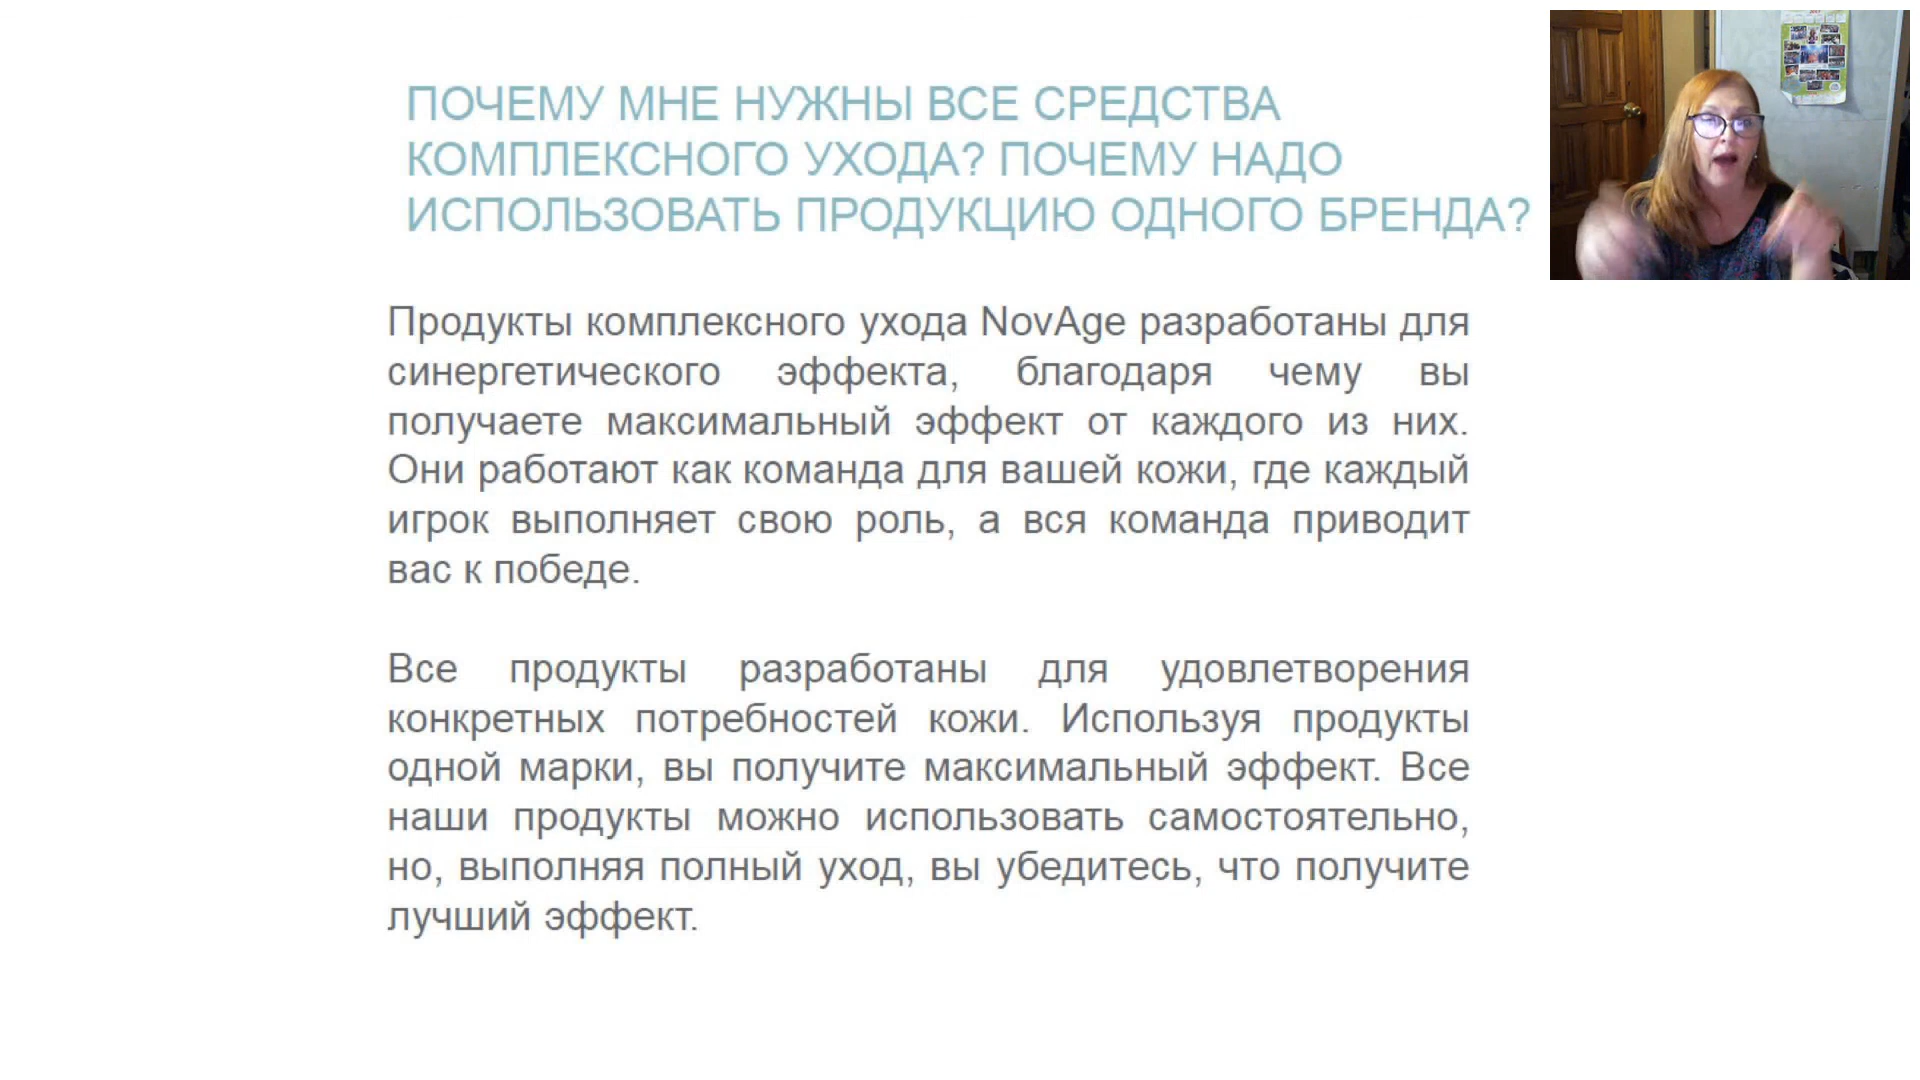 ПОЧЕМУ МНЕ НУЖНЫ ВСЕ СРЕДСТВА
КОМПЛЕКСНОГО УХОДА? ПОЧЕМУ НАДО
ИСПОЛЬЗОВАТЬ ПРОДУКЦИЮ ОДНОГО БРЕНДА?
Продукты комплексного ухода NovAge разработаны для
синергетического эффекта, благодаря чему вы
получаете максимальный эффект от каждого из них.
Они работают как команда для вашей кожи, где каждый
игрок выполняет свою роль, а вся команда приводит
вас к победе.
Все продукты разработаны для удовлетворения
конкретных потребностей кожи. Используя продукты
одной марки, вы получите максимальный эффект. Все
наши продукты можно использовать самостоятельно,
но, выполняя полный уход, вы убедитесь, что получите
лучший эффект.